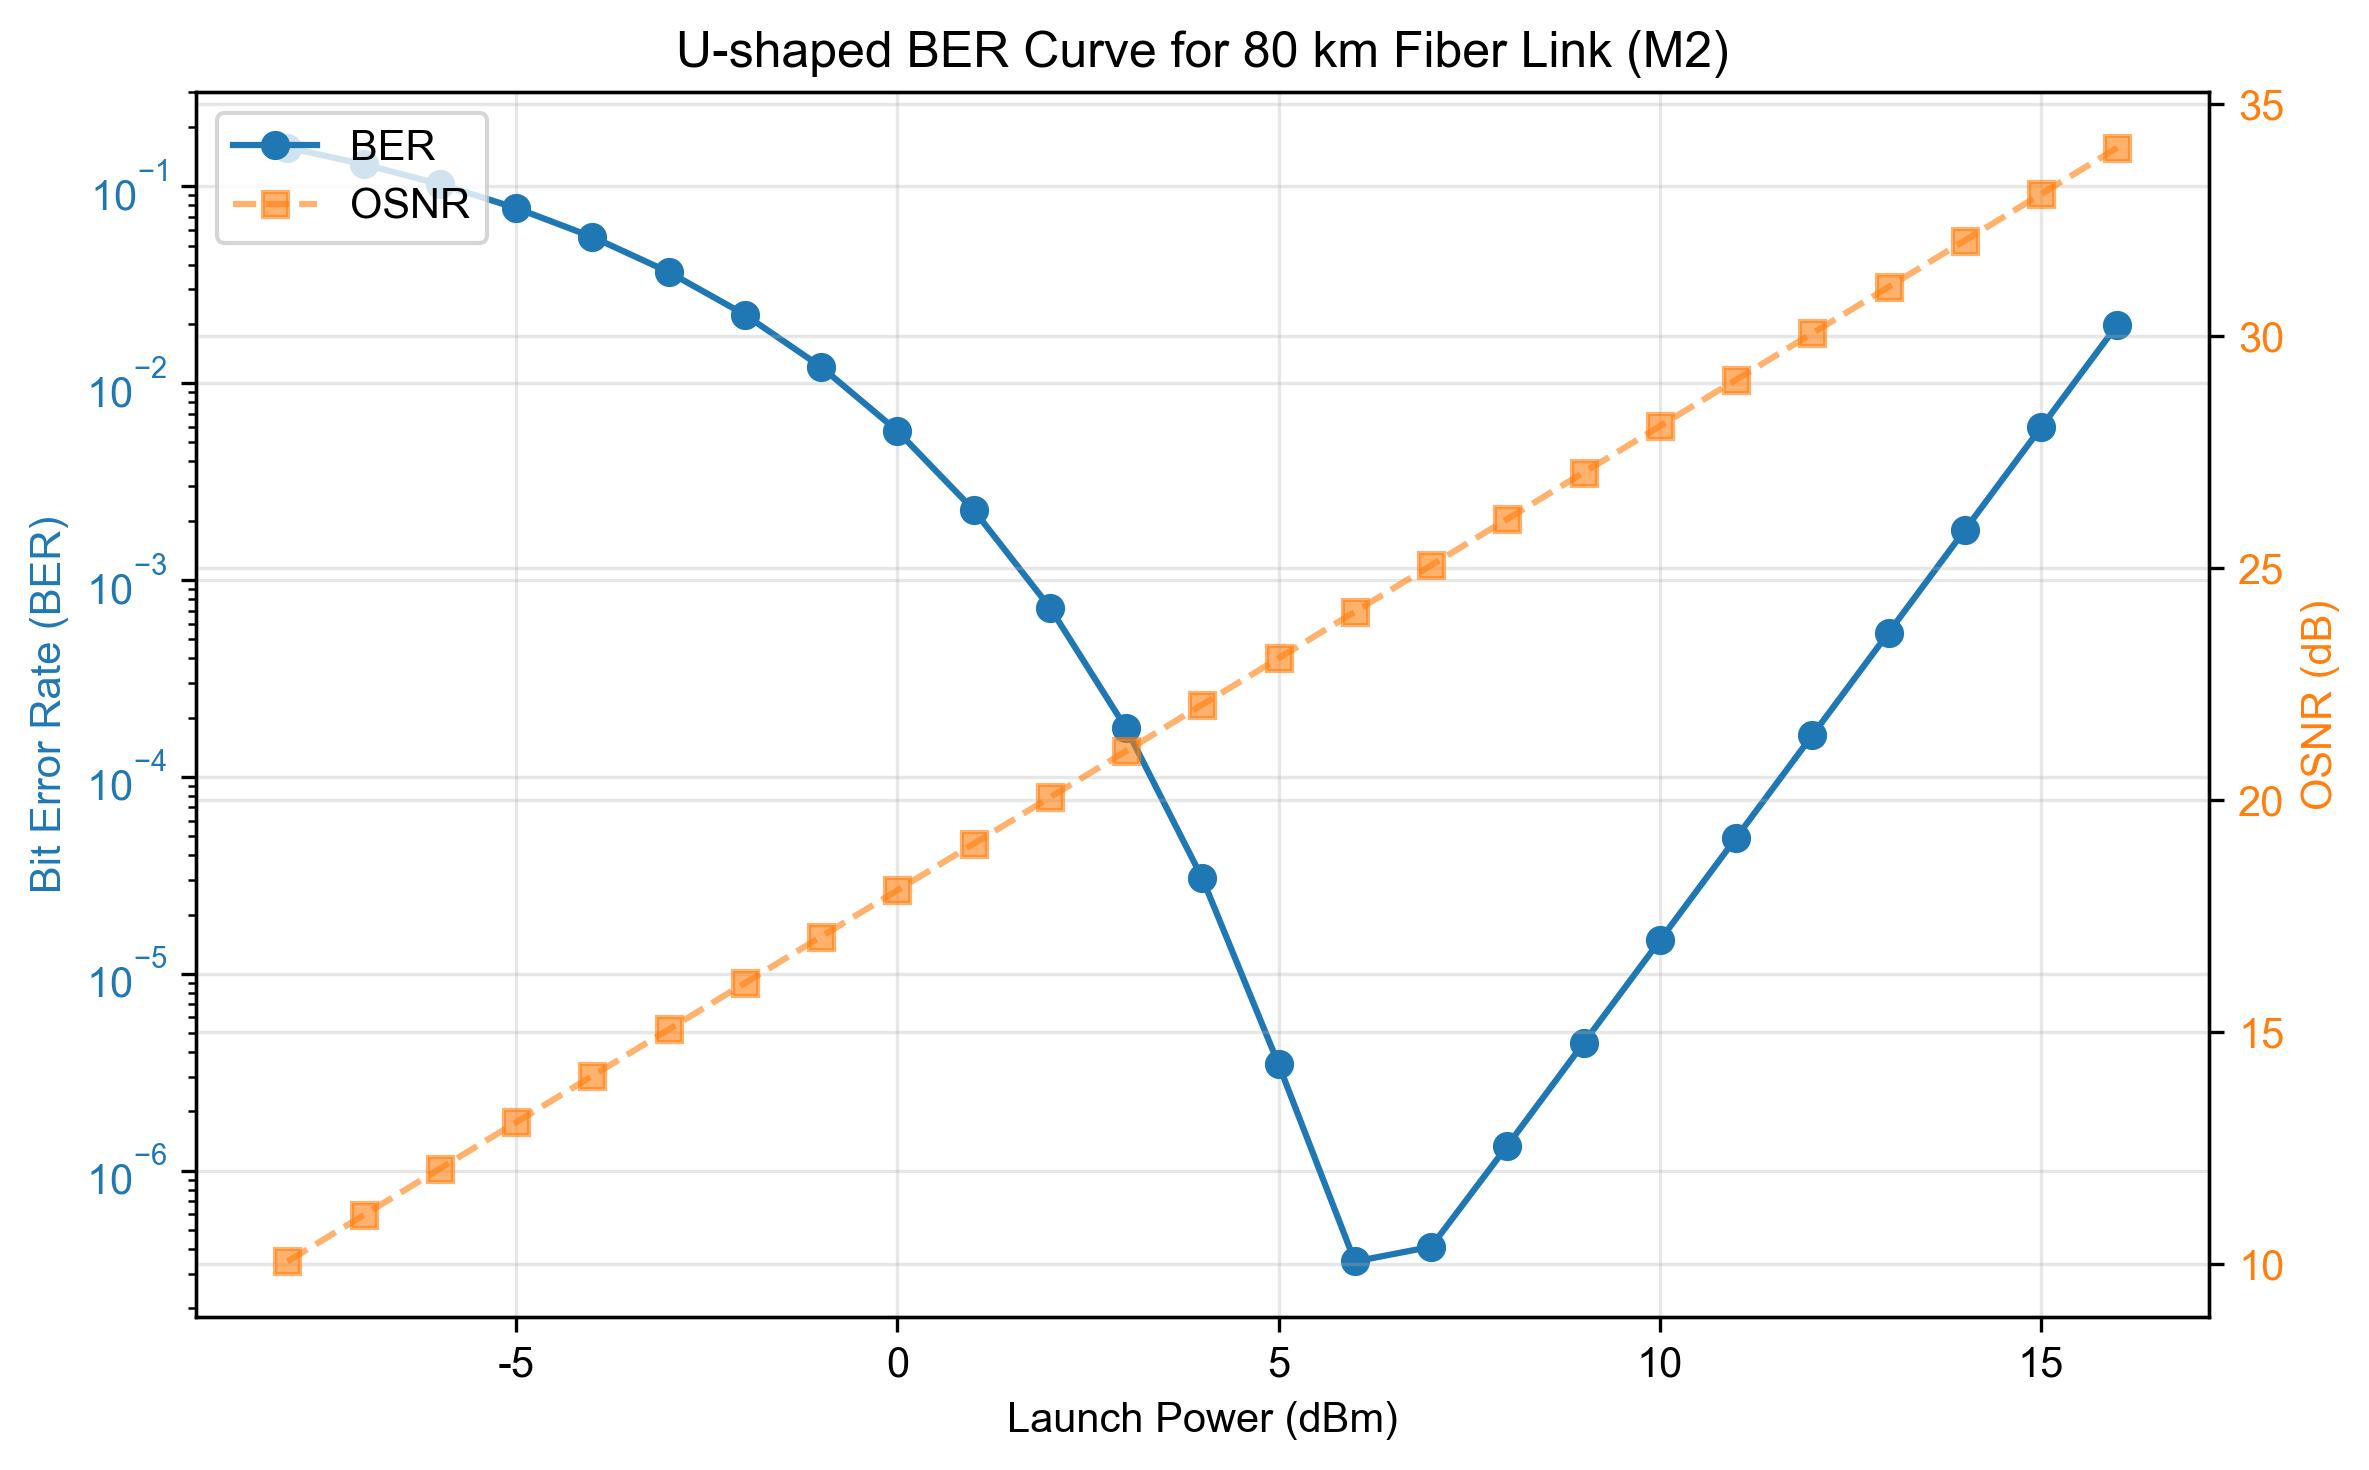 U-shaped BER Curve for 80 km Fiber Link (M2)
BER
OSNR
Bit Error Rate (BER)
10⁻¹
10⁻²
10⁻³
10⁻⁴
10⁻⁵
10⁻⁶
35
30
25
20
15
10
OSNR (dB)
-5 0 5 10 15
Launch Power (dBm)